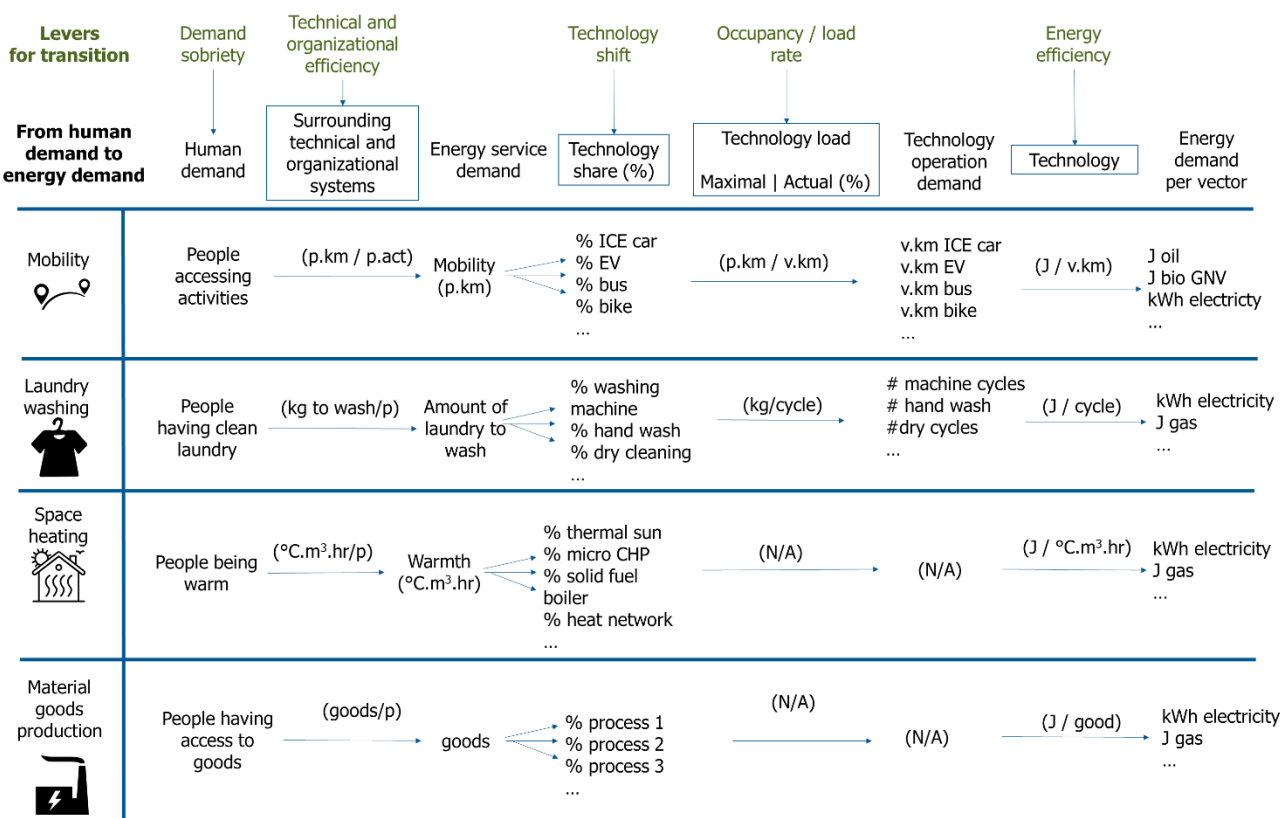 Levers
for transition
Demand
sobriety
Technical and
organizational
efficiency
Technology
shift
Occupancy / load
rate
Energy
efficiency
From human
demand to
energy demand
Human
demand
Surrounding
technical and
organizational
systems
Energy service
demand
Technology
share (%)
Technology load
Maximal | Actual (%)
Technology
operation
demand
Technology
Energy
demand
per vector
Mobility
People
accessing
activities
(p.km / p.act)
Mobility
(p.km)
% ICE car
% EV
% bus
% bike
...
(p.km / v.km)
v.km ICE car
v.km EV
v.km bus
v.km bike
...
(J / v.km)
J oil
J bio GNV
kWh electricty
...
Laundry
washing
People
having clean
laundry
(kg to wash/p)
Amount of
laundry to
wash
% washing
machine
% hand wash
% dry cleaning
...
(kg/cycle)
# machine cycles
# hand wash
#dry cycles
...
(J / cycle)
kWh electricity
J gas
...
Space
heating
People being
warm
(°C.m³.hr/p)
Warmth
(°C.m³.hr)
% thermal sun
% micro CHP
% solid fuel
boiler
% heat network
...
(N/A)
(N/A)
(J / °C.m³.hr)
kWh electricity
J gas
...
Material
goods
production
People having
access to
goods
(goods/p)
goods
% process 1
% process 2
% process 3
...
(N/A)
(N/A)
(J / good)
kWh electricity
J gas
...